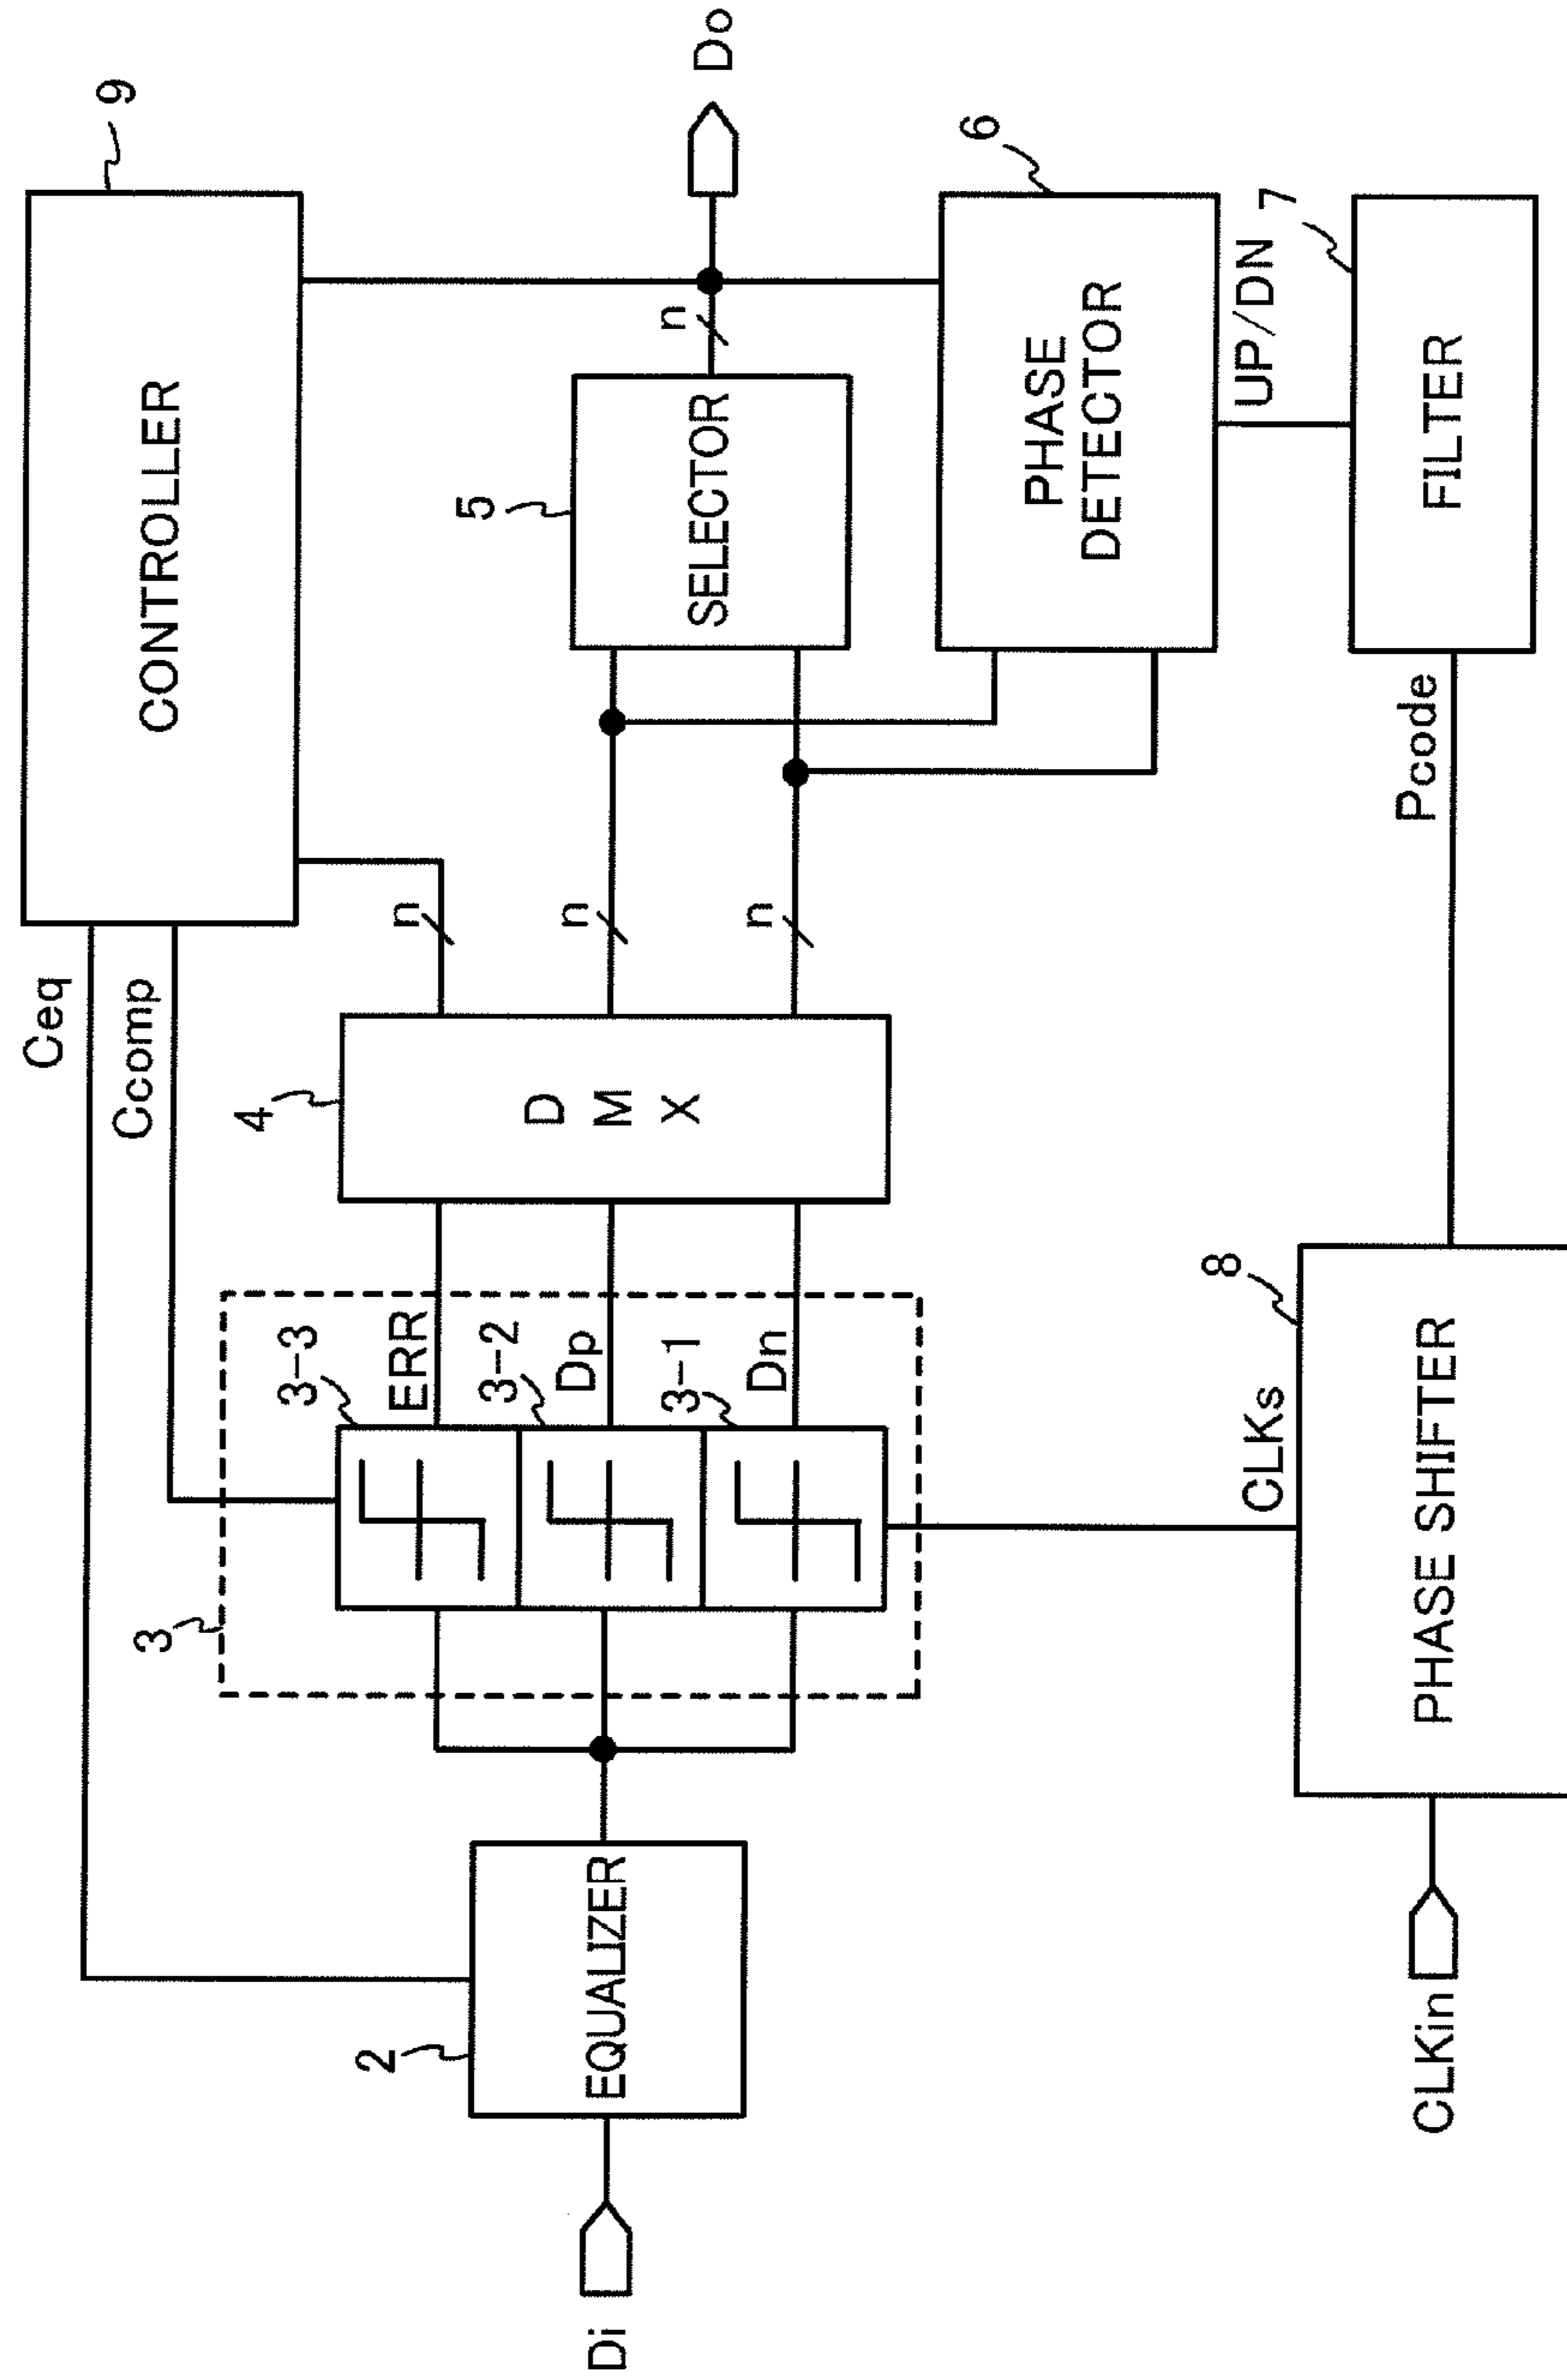 9
CONTROLLER
Ceq
Ccomp
Do
n
5
SELECTOR
6
PHASE
DETECTOR
UP/DN
7
FILTER
Pcode
n
n
n
4
D
M
X
3
3-3
ERR
3-2
Dp
3-1
Dn
CLKs
8
PHASE SHIFTER
2
EQUALIZER
Di
CLKin